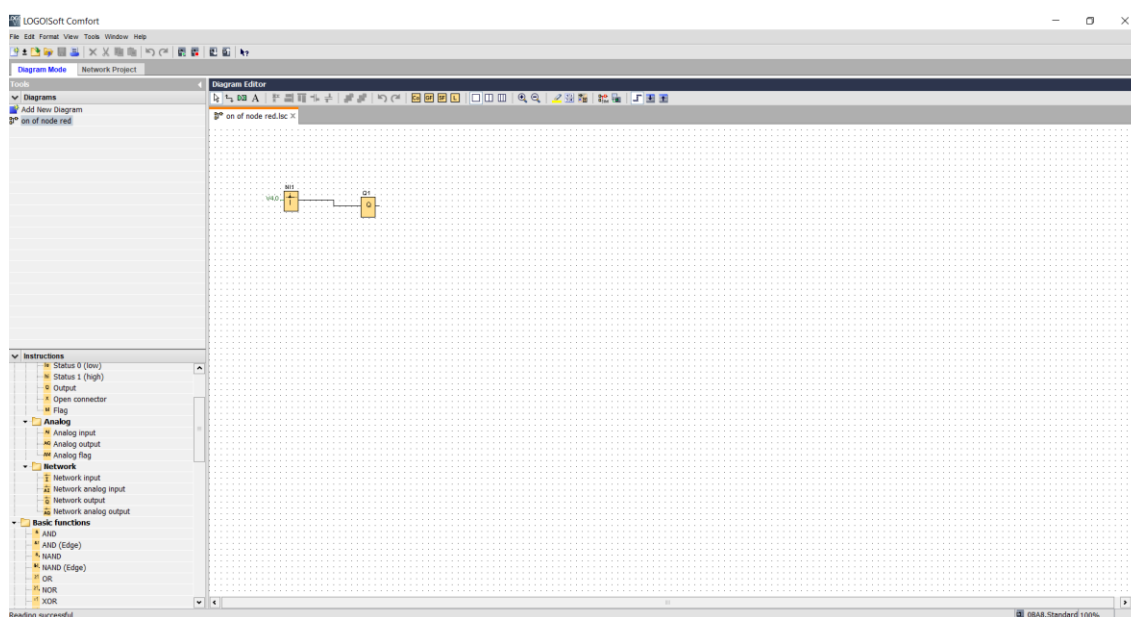 LOGO!Soft Comfort
File Edit Format View Tools Window Help
Diagram Mode Network Project
Tools
Diagram Editor
Diagrams
Add New Diagram
on of node red
on of node red.lsc
V4.0
NI1
Q1
Q
Instructions
Status 0 (low)
Status 1 (high)
Output
Open connector
Flag
Analog
Analog input
Analog output
Analog flag
Network
Network input
Network analog input
Network output
Network analog output
Basic functions
AND
AND (Edge)
NAND
NAND (Edge)
OR
NOR
XOR
Reading successful
0BA8.Standard 100%